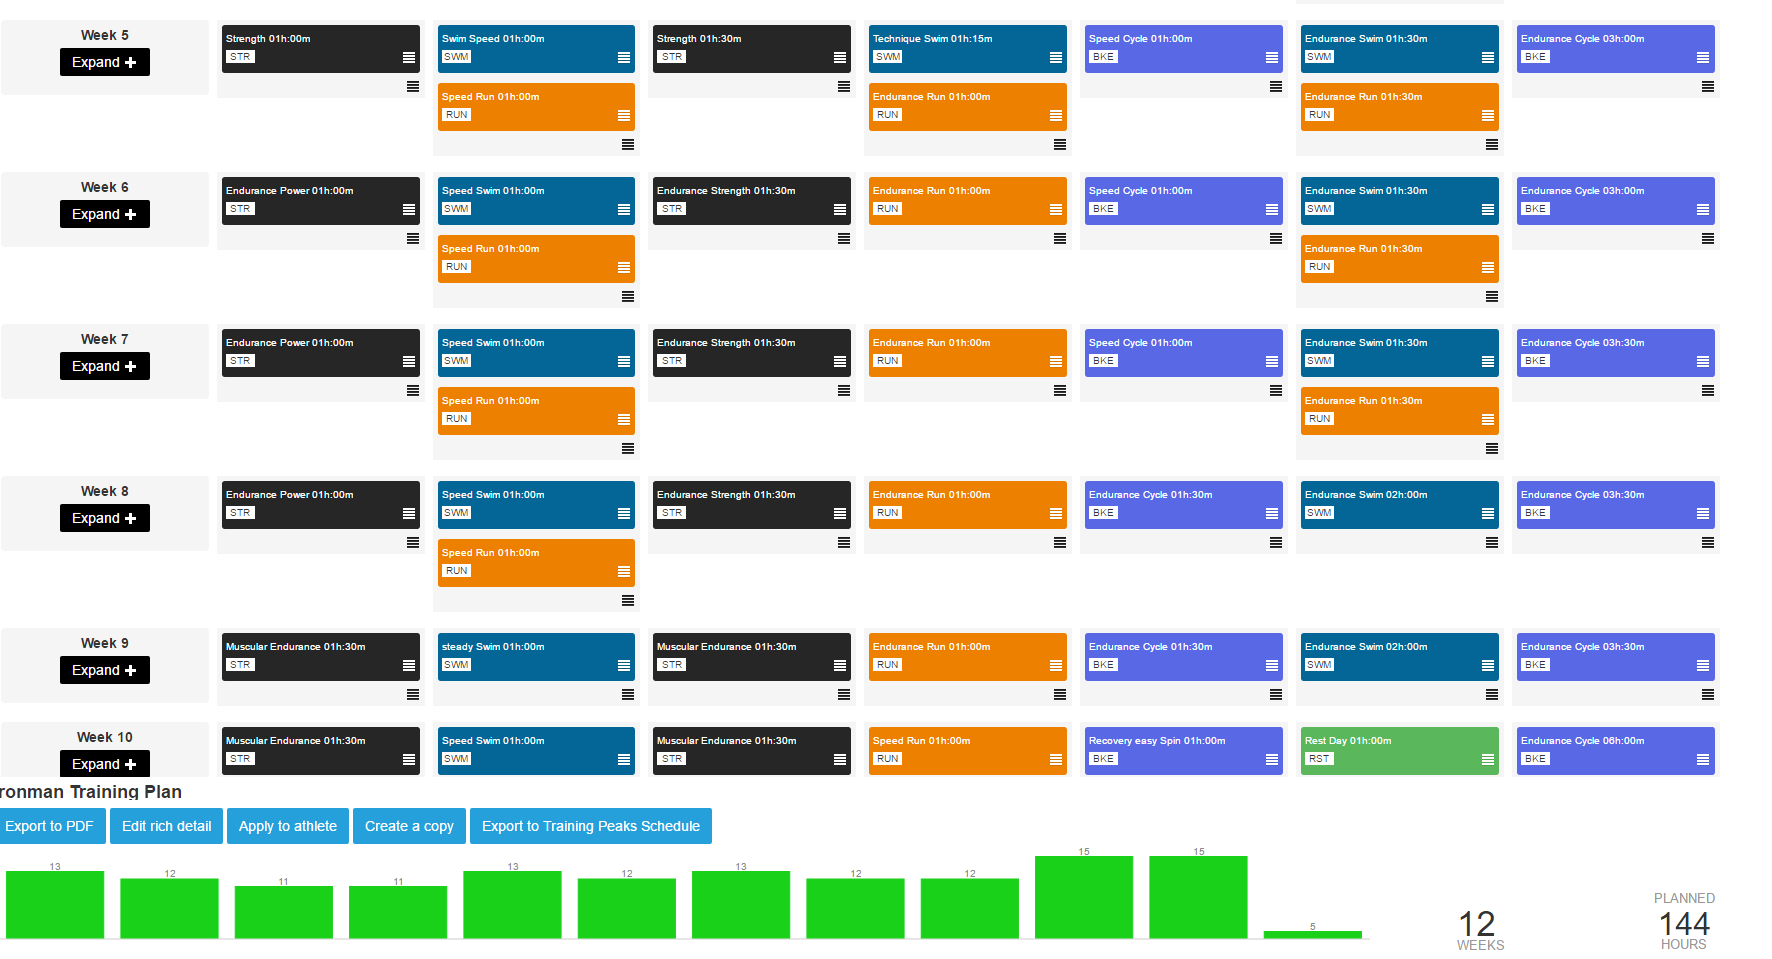 Week 5
Expand +
Strength 01h:00m
STR
Swim Speed 01h:00m
SWM
Speed Run 01h:00m
RUN
Strength 01h:30m
STR
Technique Swim 01h:15m
SWM
Endurance Run 01h:00m
RUN
Speed Cycle 01h:00m
BKE
Endurance Swim 01h:30m
SWM
Endurance Run 01h:30m
RUN
Endurance Cycle 03h:00m
BKE
Week 6
Expand +
Endurance Power 01h:00m
STR
Speed Swim 01h:00m
SWM
Speed Run 01h:00m
RUN
Endurance Strength 01h:30m
STR
Endurance Run 01h:00m
RUN
Speed Cycle 01h:00m
BKE
Endurance Swim 01h:30m
SWM
Endurance Run 01h:30m
RUN
Endurance Cycle 03h:00m
BKE
Week 7
Expand +
Endurance Power 01h:00m
STR
Speed Swim 01h:00m
SWM
Speed Run 01h:00m
RUN
Endurance Strength 01h:30m
STR
Endurance Run 01h:00m
RUN
Speed Cycle 01h:00m
BKE
Endurance Swim 01h:30m
SWM
Endurance Run 01h:30m
RUN
Endurance Cycle 03h:30m
BKE
Week 8
Expand +
Endurance Power 01h:00m
STR
Speed Swim 01h:00m
SWM
Speed Run 01h:00m
RUN
Endurance Strength 01h:30m
STR
Endurance Run 01h:00m
RUN
Endurance Cycle 01h:30m
BKE
Endurance Swim 02h:00m
SWM
Endurance Cycle 03h:30m
BKE
Week 9
Expand +
Muscular Endurance 01h:30m
STR
steady Swim 01h:00m
SWM
Muscular Endurance 01h:30m
STR
Endurance Run 01h:00m
RUN
Endurance Cycle 01h:30m
BKE
Endurance Swim 02h:00m
SWM
Endurance Cycle 03h:30m
BKE
Week 10
Expand +
Muscular Endurance 01h:30m
STR
Speed Swim 01h:00m
SWM
Muscular Endurance 01h:30m
STR
Speed Run 01h:00m
RUN
Recovery easy Spin 01h:00m
BKE
Rest Day 01h:00m
RST
Endurance Cycle 06h:00m
BKE
ronman Training Plan
Export to PDF
Edit rich detail
Apply to athlete
Create a copy
Export to Training Peaks Schedule
13
12
11
11
13
12
13
12
12
15
15
5
12
WEEKS
PLANNED
144
HOURS